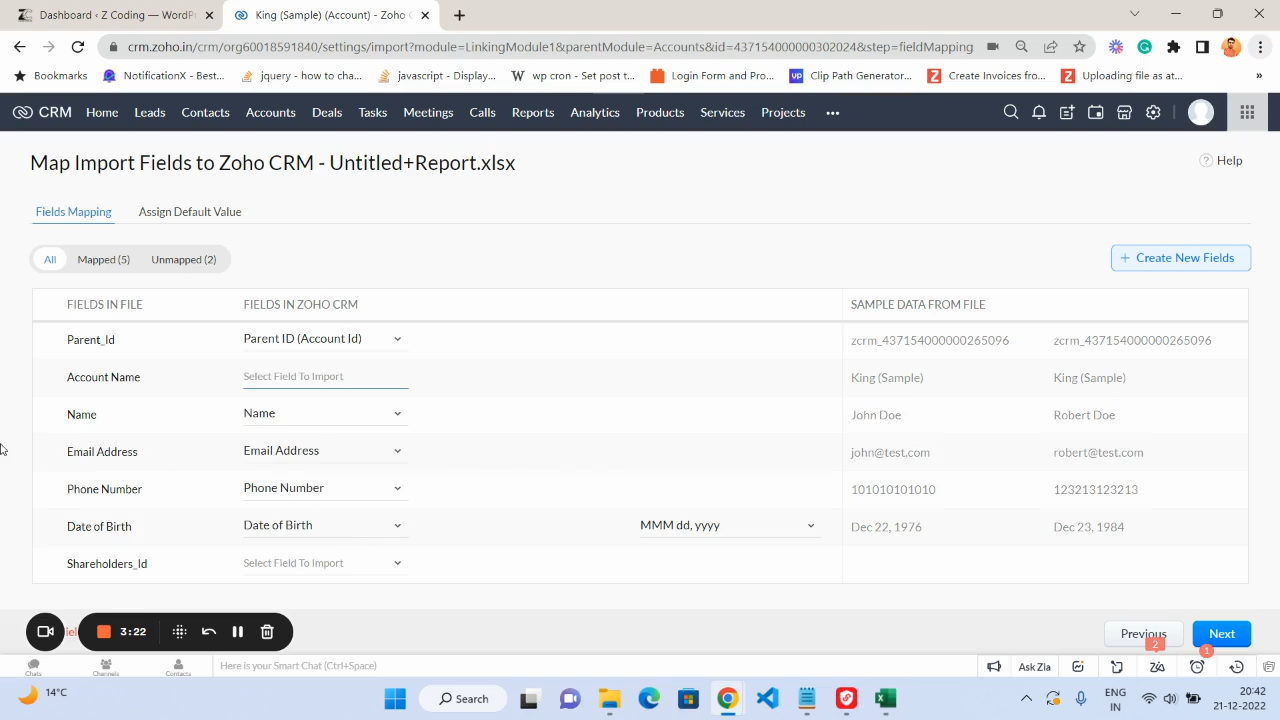 Dashboard ‹ Z Coding — WordP
King (Sample) (Account) - Zoho
crm.zoho.in/crm/org60018591840/settings/import?module=LinkingModule1&parentModule=Accounts&id=437154000000302024&step=fieldMapping
Bookmarks NotificationX - Best... jquery - how to cha... javascript - Display... wp cron - Set post t... Login Form and Pro... Clip Path Generator... Create Invoices fro... Uploading file as at... »
CRM Home Leads Contacts Accounts Deals Tasks Meetings Calls Reports Analytics Products Services Projects •••
Map Import Fields to Zoho CRM - Untitled+Report.xlsx
? Help
Fields Mapping Assign Default Value
All Mapped (5) Unmapped (2)
+ Create New Fields
FIELDS IN FILE FIELDS IN ZOHO CRM SAMPLE DATA FROM FILE
Parent_Id Parent ID (Account Id) zcrm_437154000000265096 zcrm_437154000000265096
Account Name Select Field To Import King (Sample) King (Sample)
Name Name John Doe Robert Doe
Email Address Email Address john@test.com robert@test.com
Phone Number Phone Number 101010101010 123213123213
Date of Birth Date of Birth MMM dd, yyyy Dec 22, 1976 Dec 23, 1984
Shareholders_Id Select Field To Import
3:22
Previous Next
2 1
Chats Channels Contacts Here is your Smart Chat (Ctrl+Space) Ask Zia
14°C
Search
ENG
IN
20:42
21-12-2022